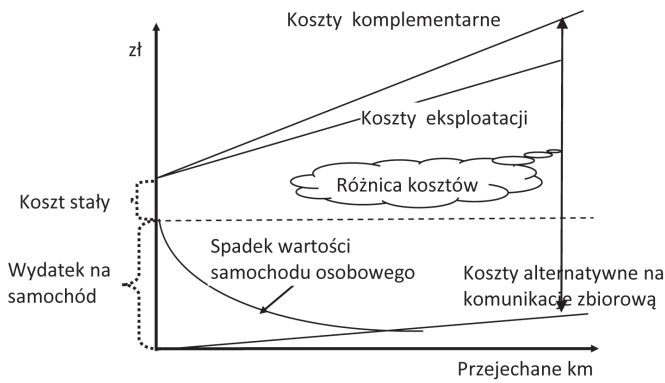 Koszty komplementarne
zł
Koszty eksploatacji
Różnica kosztów
Koszt stały
Spadek wartości
samochodu osobowego
Wydatek na
samochód
Koszty alternatywne na
komunikację zbiorową
Przejechane km